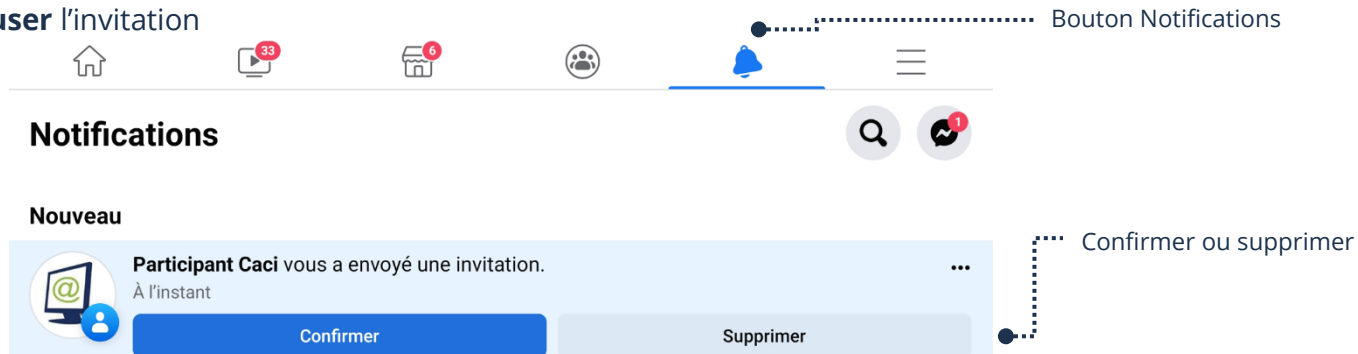 l’invitation
Bouton Notifications
33
6
Notifications
1
Nouveau
Participant Caci vous a envoyé une invitation.
À l’instant
Confirmer ou supprimer
@
Confirmer
Supprimer